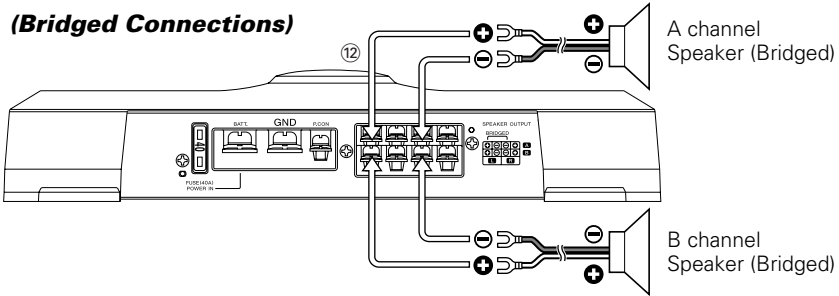 (Bridged Connections)
A channel
Speaker (Bridged)
⑫
BATT.
GND
P.CON
40
FUSE(40A)
POWER IN
SPEAKER OUTPUT
BRIDGED
A
B
L
R
B channel
Speaker (Bridged)